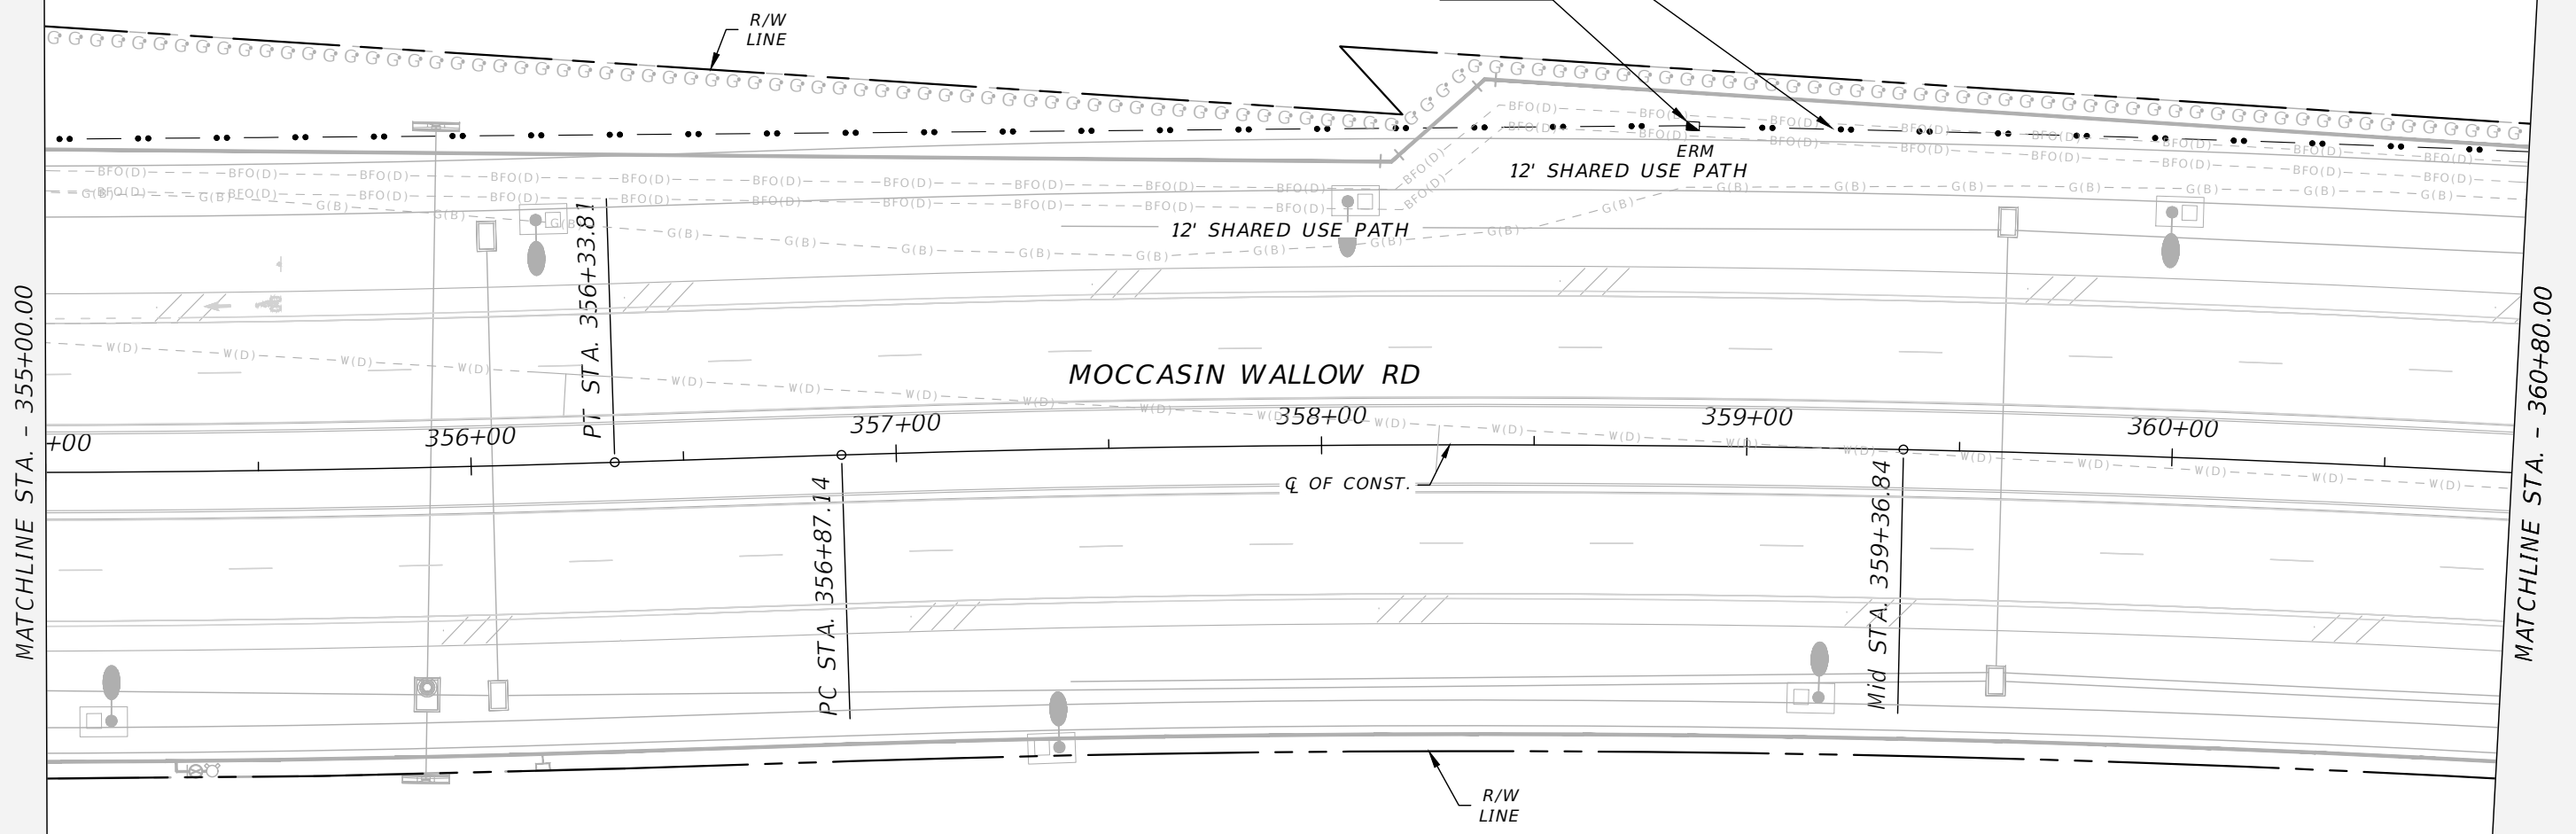 R/W
LINE
ERM
12' SHARED USE PATH
12' SHARED USE PATH
BFO(D)
G(B)
W(D)
MATCHLINE STA. - 355+00.00
PT STA. 356+33.81
MOCCASIN WALLOW RD
+00
356+00
357+00
358+00
359+00
360+00
℄ OF CONST.
PC STA. 356+87.14
Mid STA. 359+36.84
MATCHLINE STA. - 360+80.00
R/W
LINE